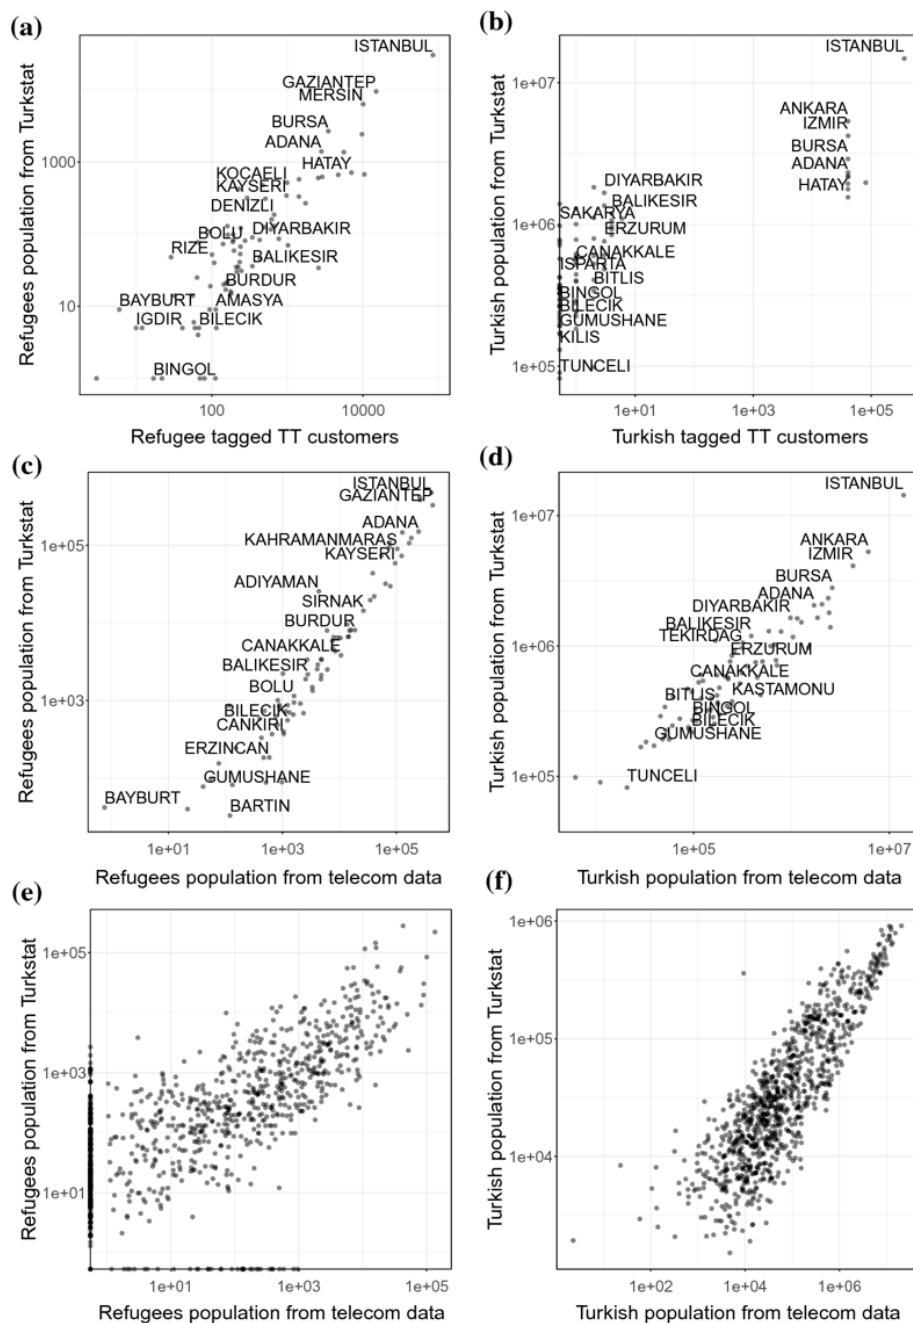 (a)
Refugees population from Turkstat
1000
10
ISTANBUL
GAZIANTEP
MERSIN
BURSA
ADANA
HATAY
KOCAELI
KAYSERI
DENIZLI
DIYARBAKIR
BOLU
RIZE
BALIKESIR
BURDUR
BAYBURT
AMASYA
IGDIR
BILECIK
BINGOL
100
10000
Refugee tagged TT customers
(b)
Turkish population from Turkstat
1e+07
1e+06
1e+05
ISTANBUL
ANKARA
IZMIR
BURSA
ADANA
HATAY
DIYARBAKIR
BALIKESIR
SAKARYA
ERZURUM
CANAKKALE
ISPARTA
BITLIS
BINGOL
BILECIK
GUMUSHANE
KILIS
TUNCELI
1e+01
1e+03
1e+05
Turkish tagged TT customers
(c)
Refugees population from Turkstat
1e+05
1e+03
ISTANBUL
GAZIANTEP
ADANA
KAHRAMANMARAS
KAYSERI
ADIYAMAN
SIRNAK
BURDUR
CANAKKALE
BALIKESIR
BOLU
BILECIK
CANKIRI
ERZINCAN
GUMUSHANE
BAYBURT
BARTIN
1e+01
1e+03
1e+05
Refugees population from telecom data
(d)
Turkish population from Turkstat
1e+07
1e+06
1e+05
ISTANBUL
ANKARA
IZMIR
BURSA
ADANA
DIYARBAKIR
BALIKESIR
TEKIRDAG
ERZURUM
CANAKKALE
KASTAMONU
BITLIS
BINGOL
BILECIK
GUMUSHANE
TUNCELI
1e+05
1e+07
Turkish population from telecom data
(e)
Refugees population from Turkstat
1e+05
1e+03
1e+01
1e+01
1e+03
1e+05
Refugees population from telecom data
(f)
Turkish population from Turkstat
1e+06
1e+05
1e+04
1e+02
1e+04
1e+06
Turkish population from telecom data